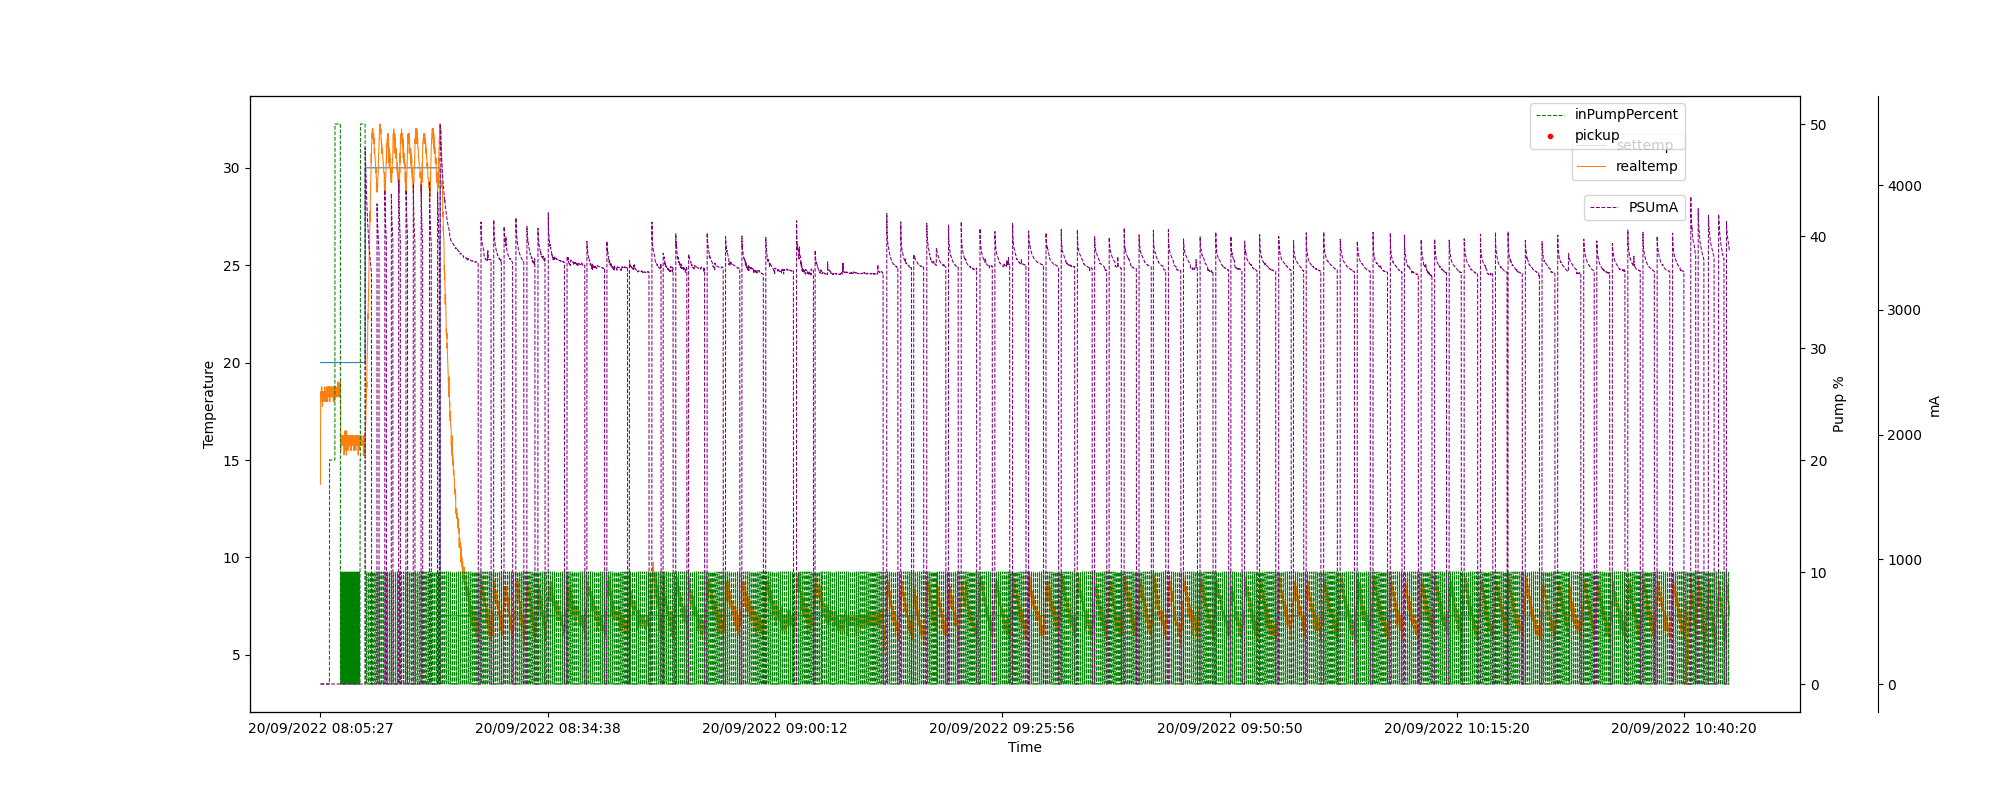 inPumpPercent
pickup
settemp
realtemp
PSUmA
30
25
20
15
10
5
Temperature
50
40
30
20
10
0
Pump %
4000
3000
2000
1000
0
mA
20/09/2022 08:05:27
20/09/2022 08:34:38
20/09/2022 09:00:12
20/09/2022 09:25:56
20/09/2022 09:50:50
20/09/2022 10:15:20
20/09/2022 10:40:20
Time